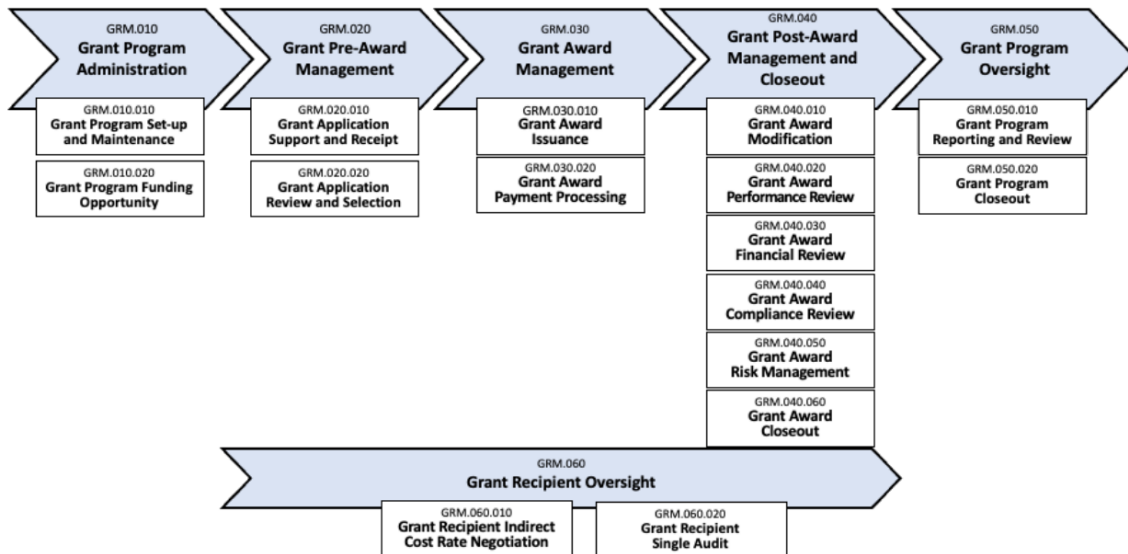 GRM.010
Grant Program
Administration
GRM.010.010
Grant Program Set-up
and Maintenance
GRM.010.020
Grant Program Funding
Opportunity
GRM.020
Grant Pre-Award
Management
GRM.020.010
Grant Application
Support and Receipt
GRM.020.020
Grant Application
Review and Selection
GRM.030
Grant Award
Management
GRM.030.010
Grant Award
Issuance
GRM.030.020
Grant Award
Payment Processing
GRM.040
Grant Post-Award
Management and
Closeout
GRM.040.010
Grant Award
Modification
GRM.040.020
Grant Award
Performance Review
GRM.040.030
Grant Award
Financial Review
GRM.040.040
Grant Award
Compliance Review
GRM.040.050
Grant Award
Risk Management
GRM.040.060
Grant Award
Closeout
GRM.050
Grant Program
Oversight
GRM.050.010
Grant Program
Reporting and Review
GRM.050.020
Grant Program
Closeout
GRM.060
Grant Recipient Oversight
GRM.060.010
Grant Recipient Indirect
Cost Rate Negotiation
GRM.060.020
Grant Recipient
Single Audit